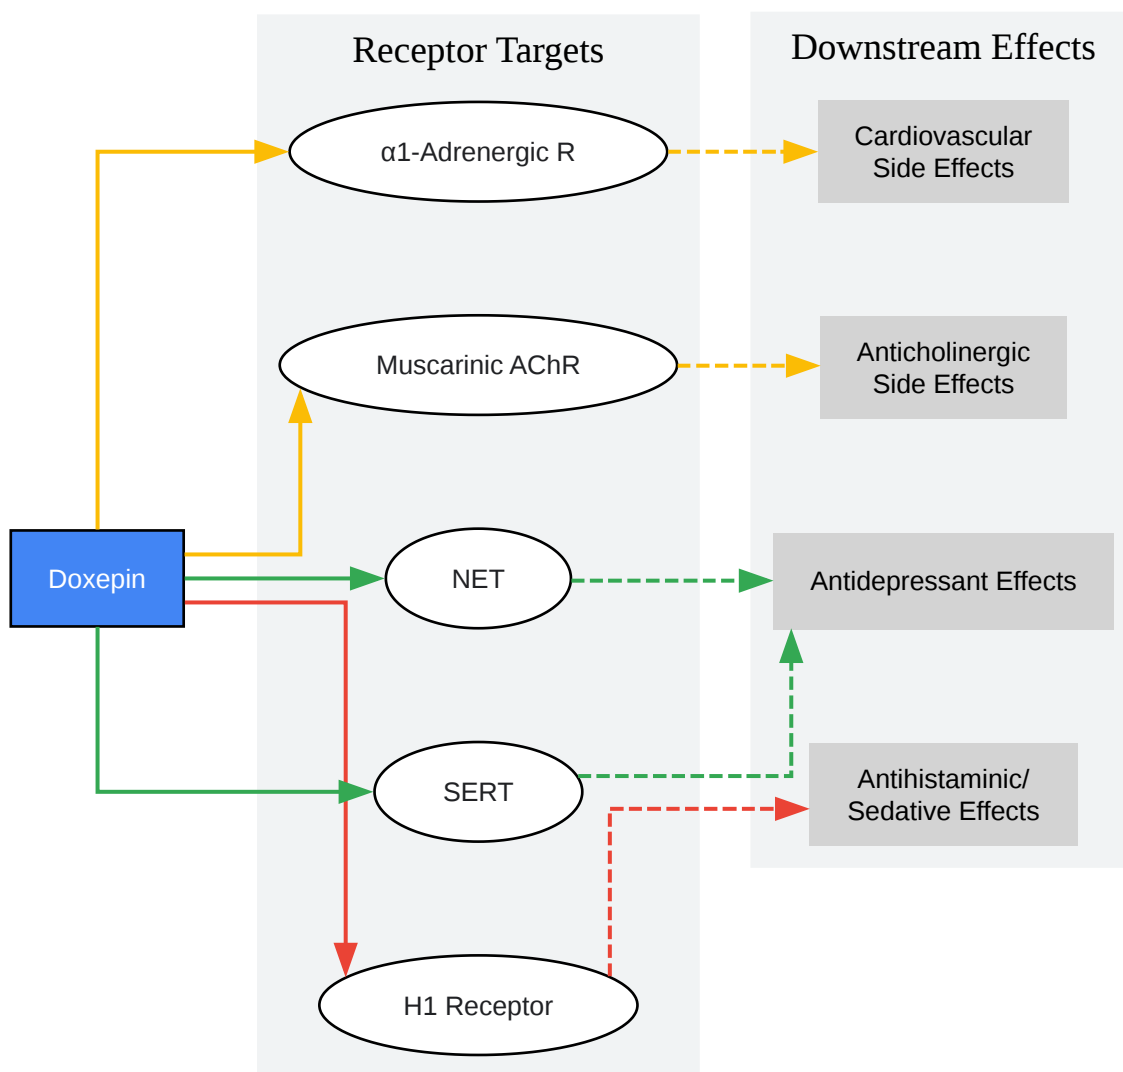 Receptor Targets
Downstream Effects
α1-Adrenergic R
Cardiovascular
Side Effects
Muscarinic AChR
Anticholinergic
Side Effects
Doxepin
NET
Antidepressant Effects
SERT
Antihistaminic/
Sedative Effects
H1 Receptor